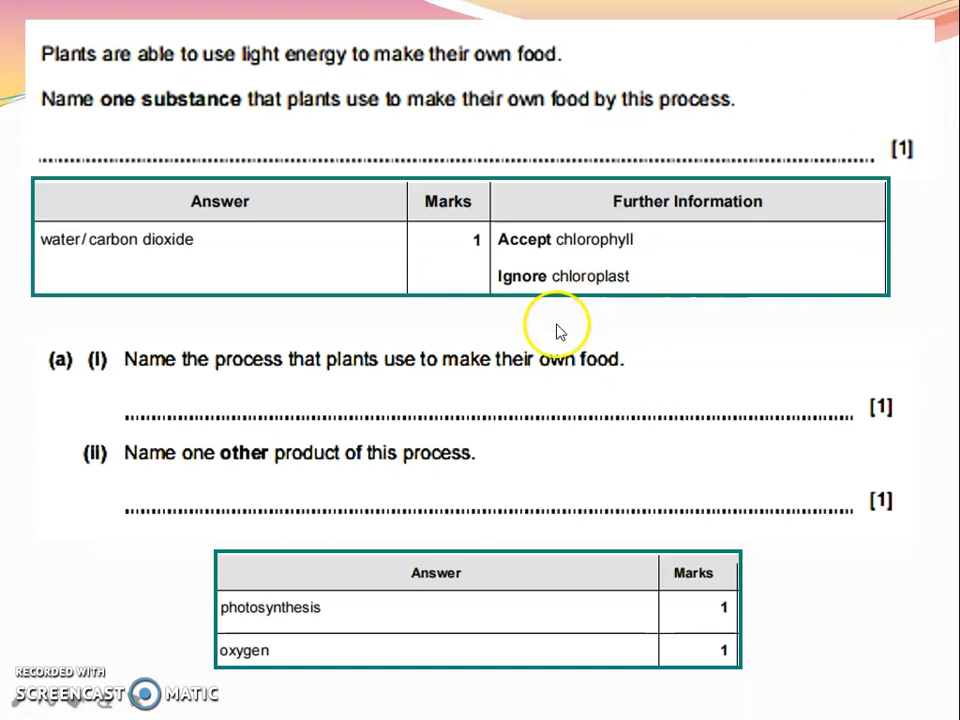 Plants are able to use light energy to make their own food.
Name one substance that plants use to make their own food by this process.
[1]
Answer Marks Further Information
water/carbon dioxide 1 Accept chlorophyll
Ignore chloroplast
(a) (i) Name the process that plants use to make their own food.
[1]
(ii) Name one other product of this process.
[1]
Answer Marks
photosynthesis 1
oxygen 1
RECORDED WITH
SCREENCAST MATIC